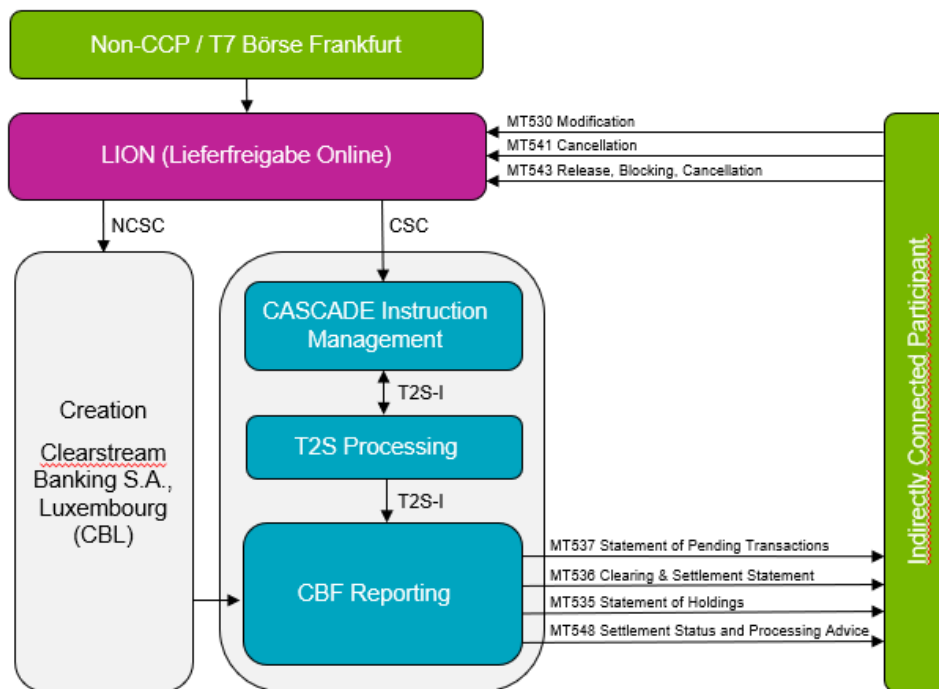 Non-CCP / T7 Börse Frankfurt
LION (Lieferfreigabe Online)
MT530 Modification
MT541 Cancellation
MT543 Release, Blocking, Cancellation
NCSC
CSC
CASCADE Instruction
Management
T2S-I
T2S Processing
T2S-I
CBF Reporting
Creation
Clearstream
Banking S.A.,
Luxembourg
(CBL)
MT537 Statement of Pending Transactions
MT536 Clearing & Settlement Statement
MT535 Statement of Holdings
MT548 Settlement Status and Processing Advice
Indirectly Connected Participant